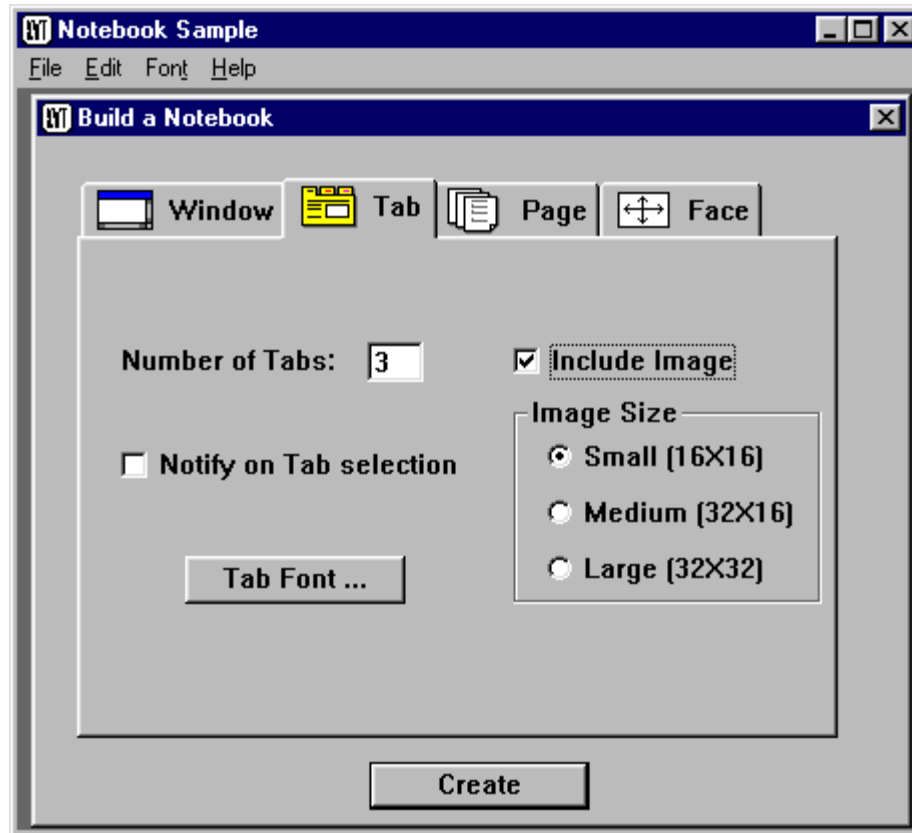 Notebook Sample
File Edit Font Help
Build a Notebook
Window Tab Page Face
Number of Tabs: 3
Include Image
Image Size
Notify on Tab selection
Small (16X16)
Medium (32X16)
Large (32X32)
Tab Font ...
Create